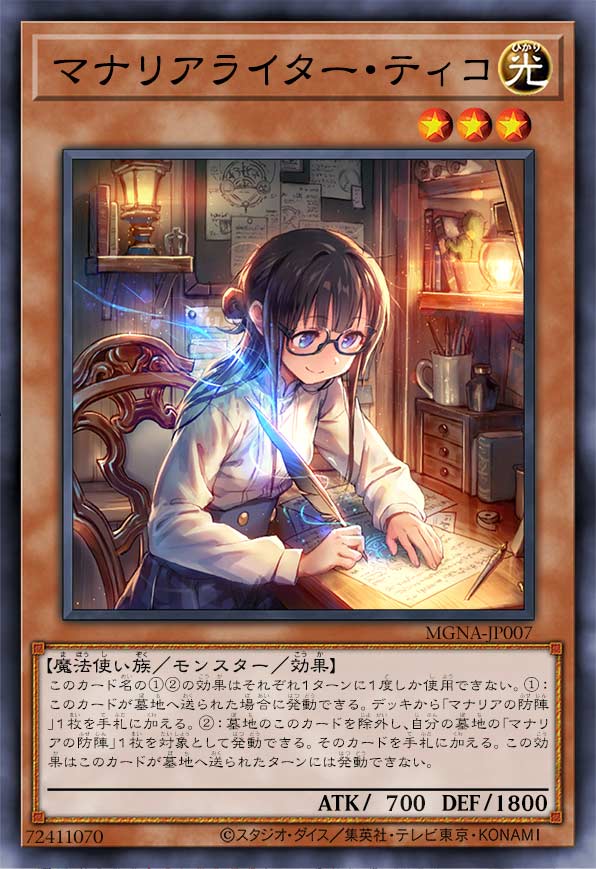 マナリアライター・ティコ
光
MGNA-JP007
【魔法使い族／モンスター／効果】
このカード名の①②の効果はそれぞれ1ターンに1度しか使用できない。①：
このカードが墓地へ送られた場合に発動できる。デッキから「マナリアの防陣
」1枚を手札に加える。②：墓地のこのカードを除外し、自分の墓地の「マナリ
アの防陣」1枚を対象として発動できる。そのカードを手札に加える。この効
果はこのカードが墓地へ送られたターンには発動できない。
ATK/ 700 DEF/1800
72411070 ©スタジオ・ダイス／集英社・テレビ東京・KONAMI